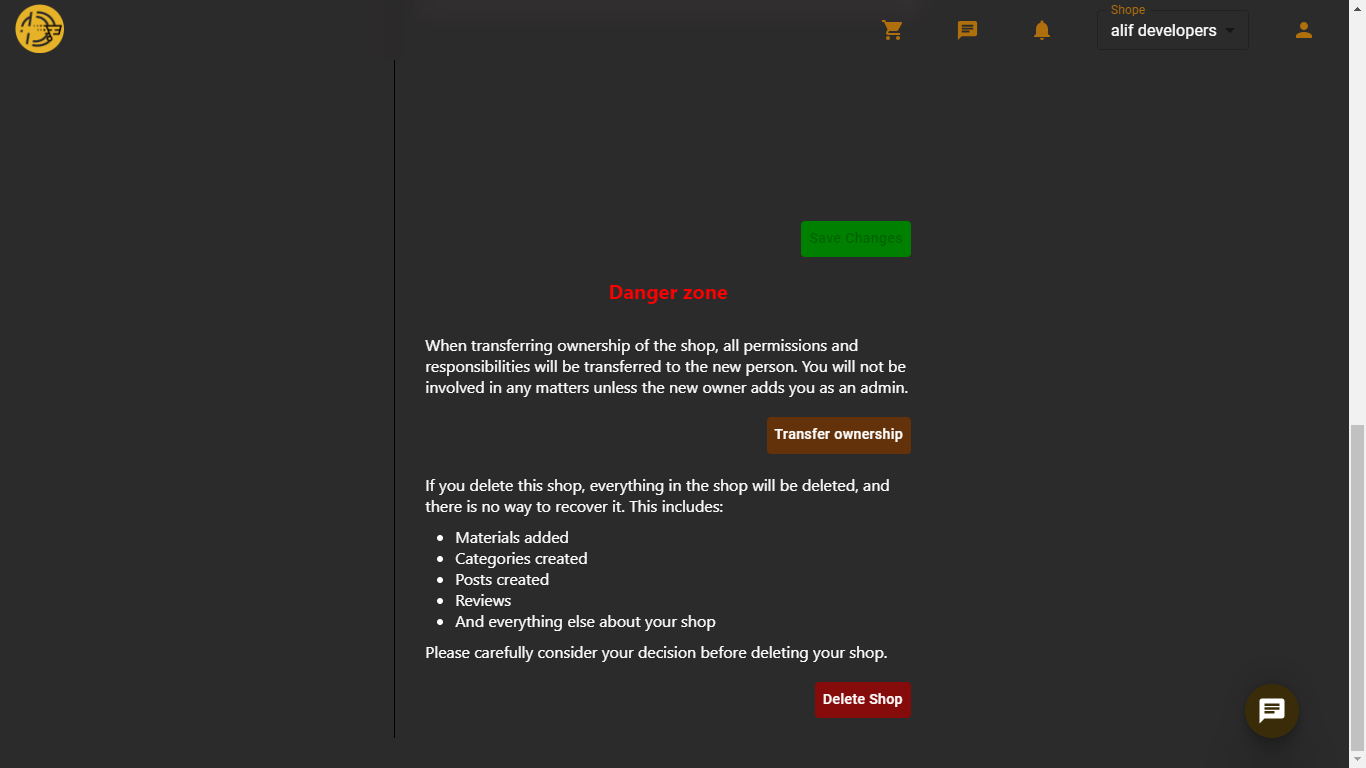 Shope
alif developers
Save Changes
Danger zone
When transferring ownership of the shop, all permissions and
responsibilities will be transferred to the new person. You will not be
involved in any matters unless the new owner adds you as an admin.
Transfer ownership
If you delete this shop, everything in the shop will be deleted, and
there is no way to recover it. This includes:
Materials added
Categories created
Posts created
Reviews
And everything else about your shop
Please carefully consider your decision before deleting your shop.
Delete Shop